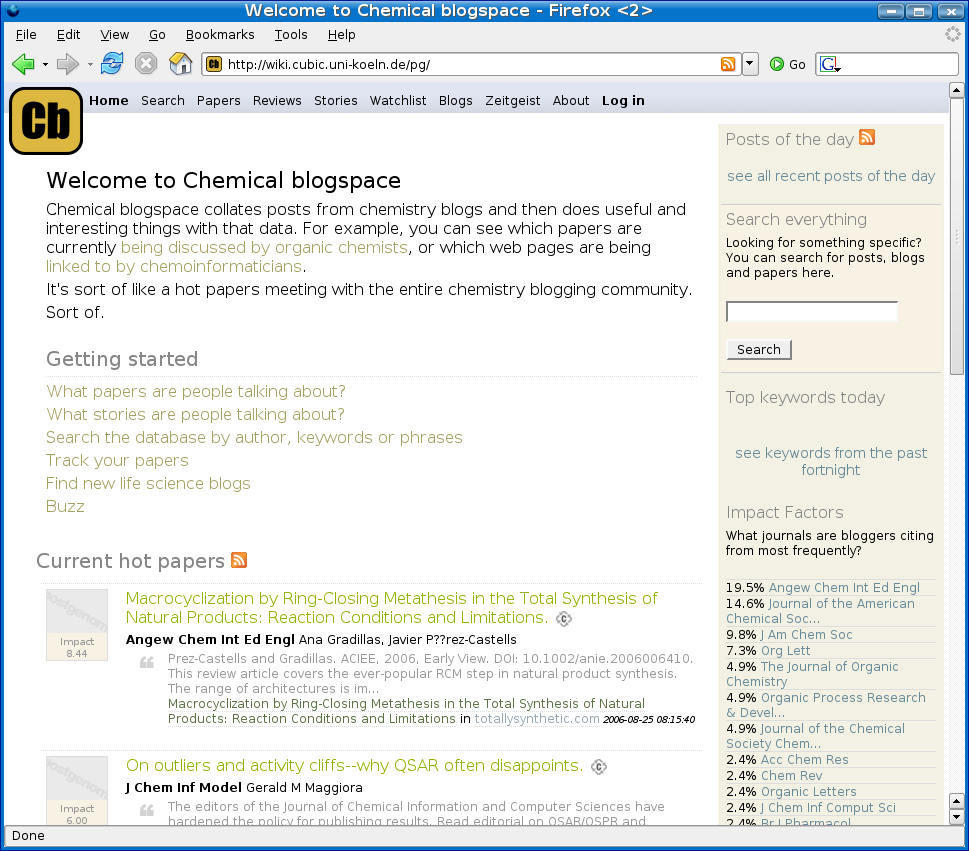 Welcome to Chemical blogspace - Firefox <2>
File Edit View Go Bookmarks Tools Help
Cb http://wiki.cubic.uni-koeln.de/pg/ Go G
Cb
Home Search Papers Reviews Stories Watchlist Blogs Zeitgeist About Log in
Welcome to Chemical blogspace
Chemical blogspace collates posts from chemistry blogs and then does useful and
interesting things with that data. For example, you can see which papers are
currently being discussed by organic chemists, or which web pages are being
linked to by chemoinformaticians.
It's sort of like a hot papers meeting with the entire chemistry blogging community.
Sort of.
Getting started
What papers are people talking about?
What stories are people talking about?
Search the database by author, keywords or phrases
Track your papers
Find new life science blogs
Buzz
Current hot papers
postgenom
Impact
8.44
Macrocyclization by Ring-Closing Metathesis in the Total Synthesis of
Natural Products: Reaction Conditions and Limitations. C
Angew Chem Int Ed Engl Ana Gradillas, Javier P??rez-Castells
Prez-Castells and Gradillas. ACIEE, 2006, Early View. DOI: 10.1002/anie.2006006410.
This review article covers the ever-popular RCM step in natural product synthesis.
The range of architectures is im...
Macrocyclization by Ring-Closing Metathesis in the Total Synthesis of Natural
Products: Reaction Conditions and Limitations in totallysynthetic.com 2006-08-25 08:15:40
postgenom
Impact
6.00
On outliers and activity cliffs--why QSAR often disappoints. C
J Chem Inf Model Gerald M Maggiora
The editors of the Journal of Chemical Information and Computer Sciences have
hardened the policy for publishing results. Read editorial on QSAR/QSPR and
Posts of the day
see all recent posts of the day
Search everything
Looking for something specific?
You can search for posts, blogs
and papers here.
Search
Top keywords today
see keywords from the past
fortnight
Impact Factors
What journals are bloggers citing
from most frequently?
19.5% Angew Chem Int Ed Engl
14.6% Journal of the American
Chemical Soc...
9.8% J Am Chem Soc
7.3% Org Lett
4.9% The Journal of Organic
Chemistry
4.9% Organic Process Research
& Devel...
4.9% Journal of the Chemical
Society Chem...
2.4% Acc Chem Res
2.4% Chem Rev
2.4% Organic Letters
2.4% J Chem Inf Comput Sci
2.4% Br J Pharmacol
Done